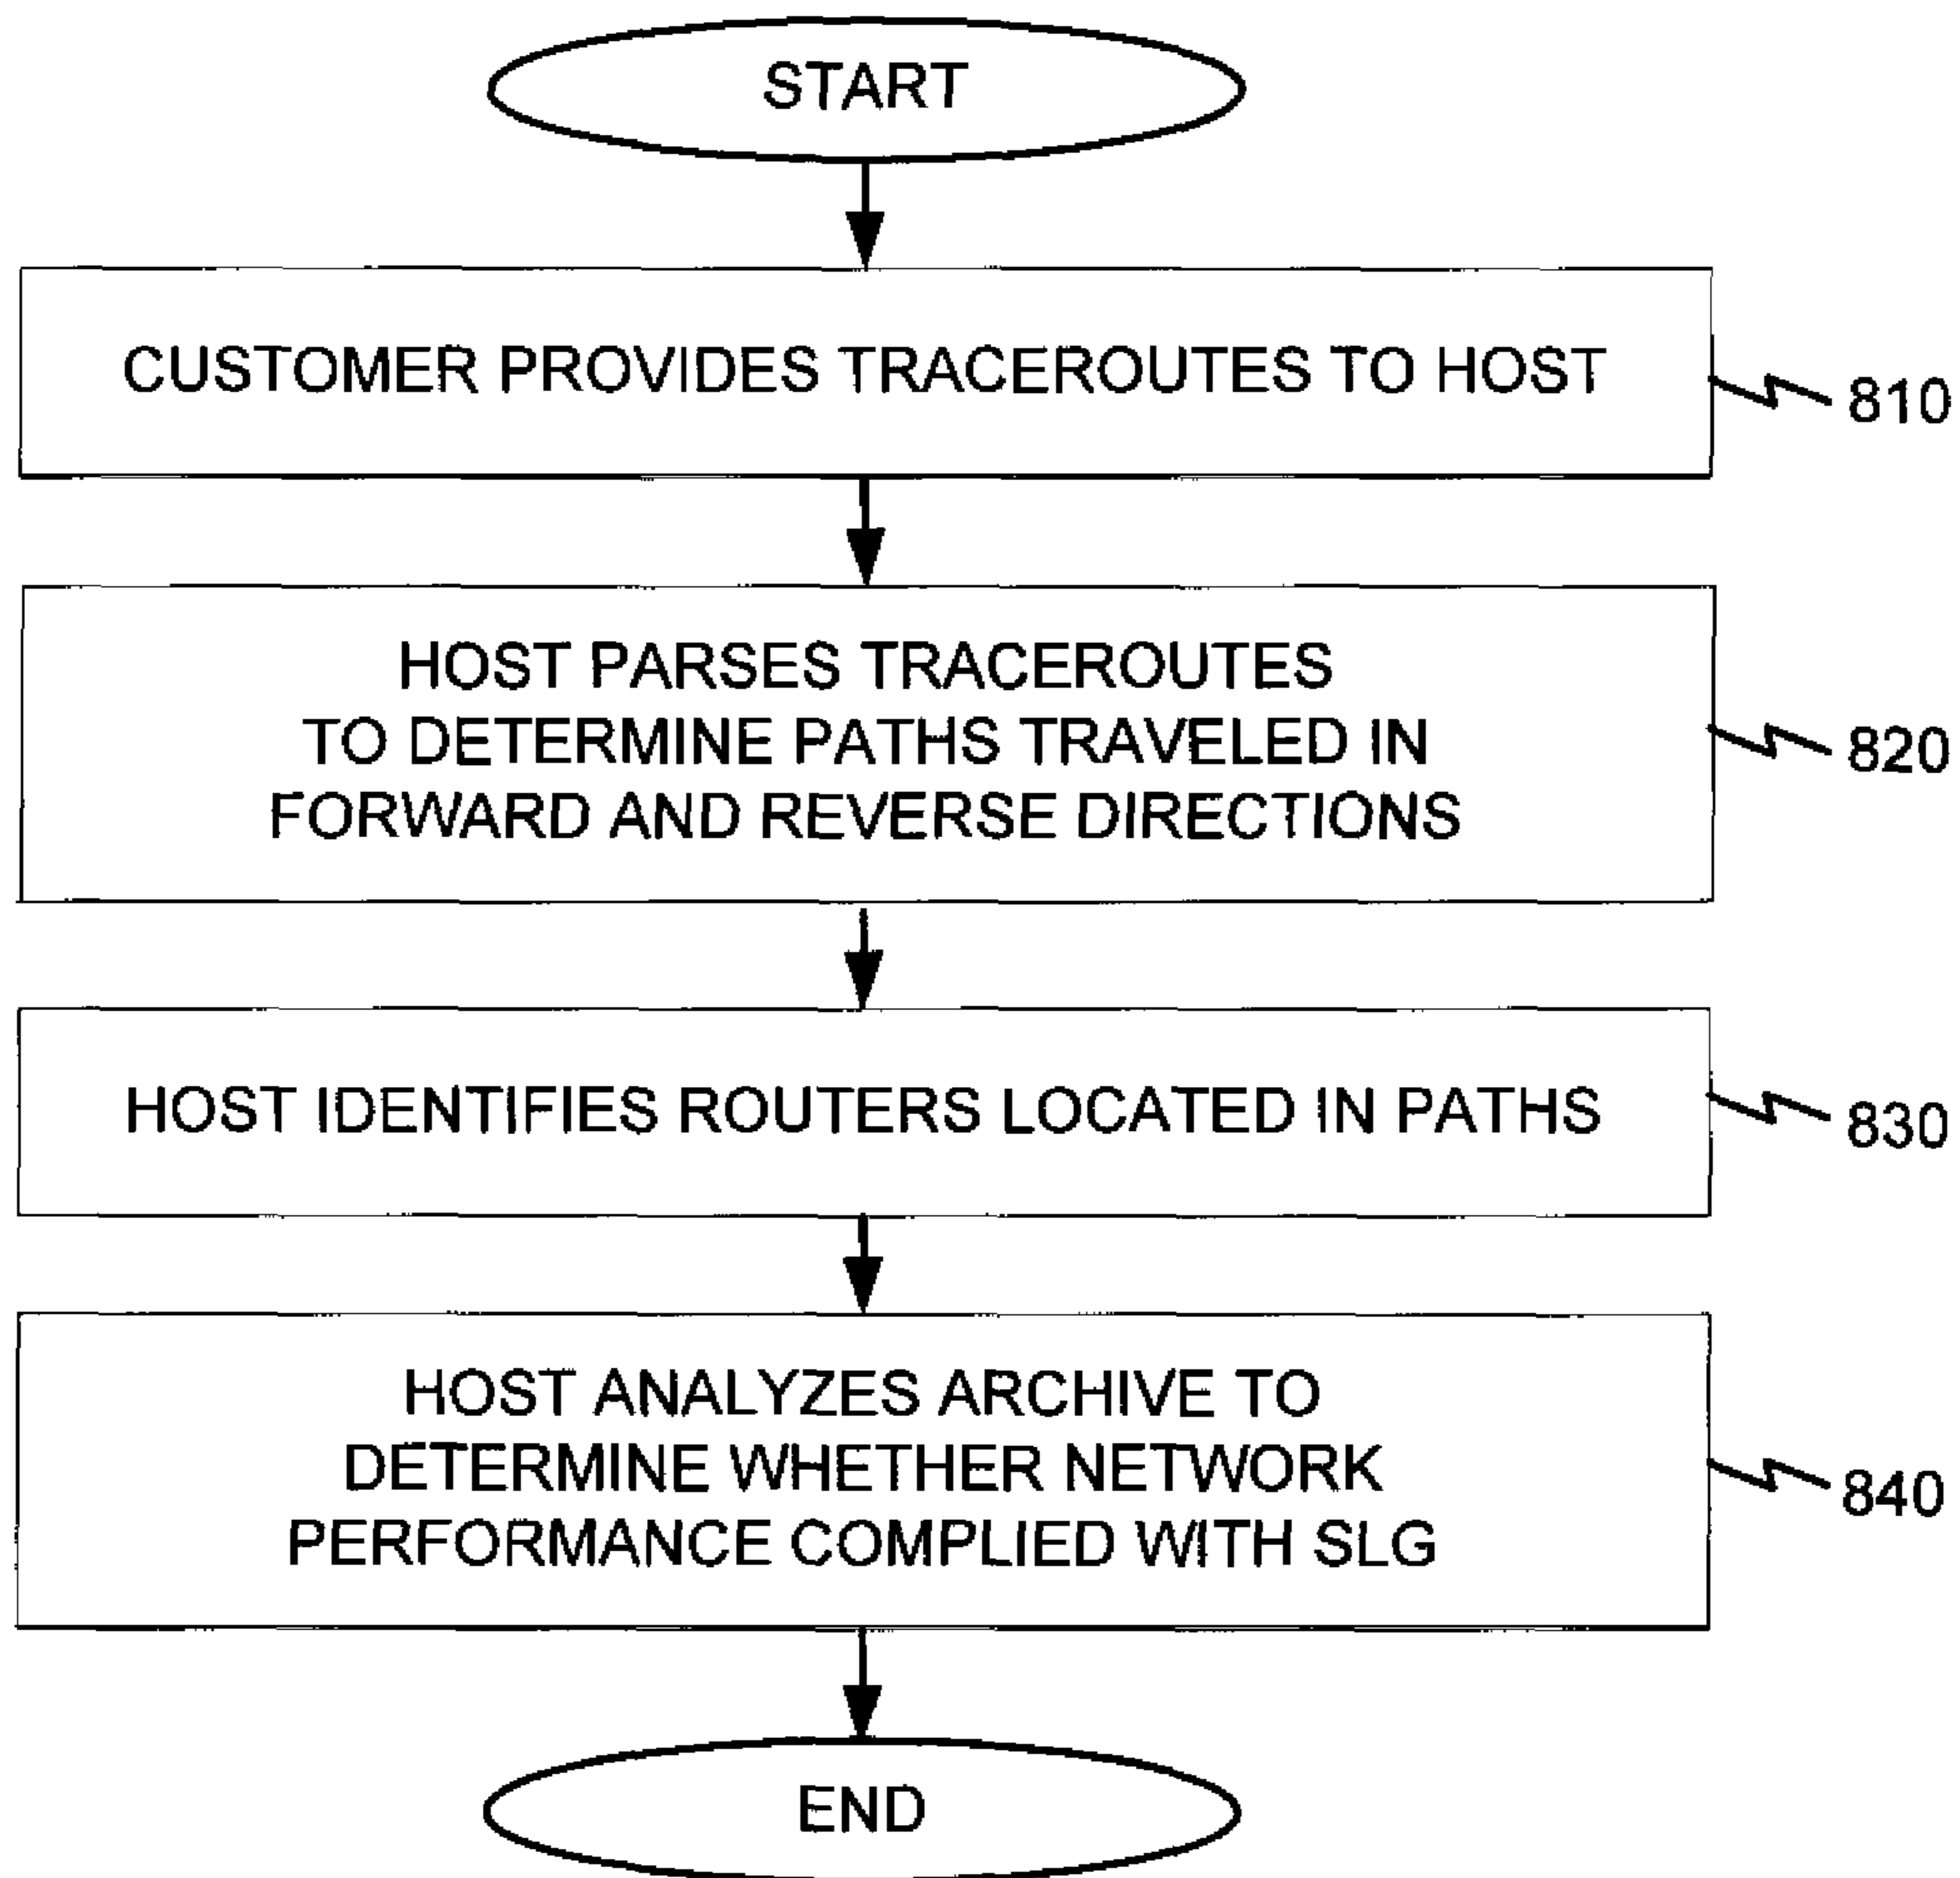 START
CUSTOMER PROVIDES TRACEROUTES TO HOST
810
HOST PARSES TRACEROUTES
TO DETERMINE PATHS TRAVELED IN
FORWARD AND REVERSE DIRECTIONS
820
HOST IDENTIFIES ROUTERS LOCATED IN PATHS
830
HOST ANALYZES ARCHIVE TO
DETERMINE WHETHER NETWORK
PERFORMANCE COMPLIED WITH SLG
840
END